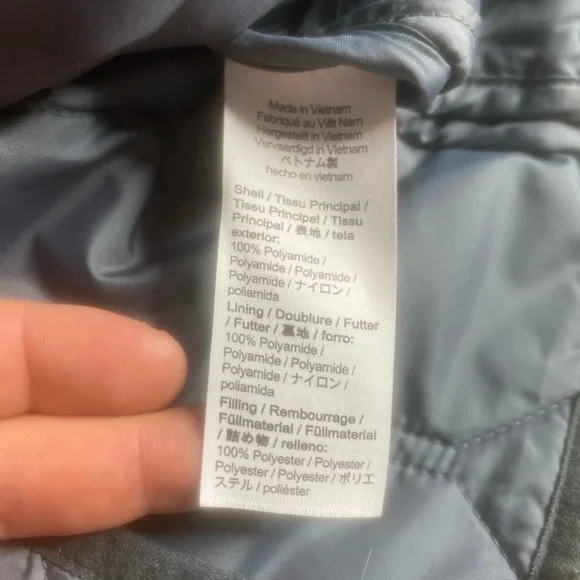 Made in Vietnam
Fabriqué au Viêt Nam
Hergestellt in Vietnam
Vervaardigd in Vietnam
ベトナム製
hecho en vietnam
Shell / Tissu Principal /
Tissu Principal / Tissu
Principal / 表地 / tela
exterior:
100% Polyamide /
Polyamide / Polyamide /
Polyamide / ナイロン /
poliamida
Lining / Doublure / Futter
/ Futter / 裏地 / forro:
100% Polyamide /
Polyamide / Polyamide /
Polyamide / ナイロン /
poliamida
Filling / Rembourrage /
Füllmaterial / Füllmaterial
/ 詰め物 / relleno:
100% Polyester / Polyester /
Polyester / Polyester / ポリエ
ステル / poliéster